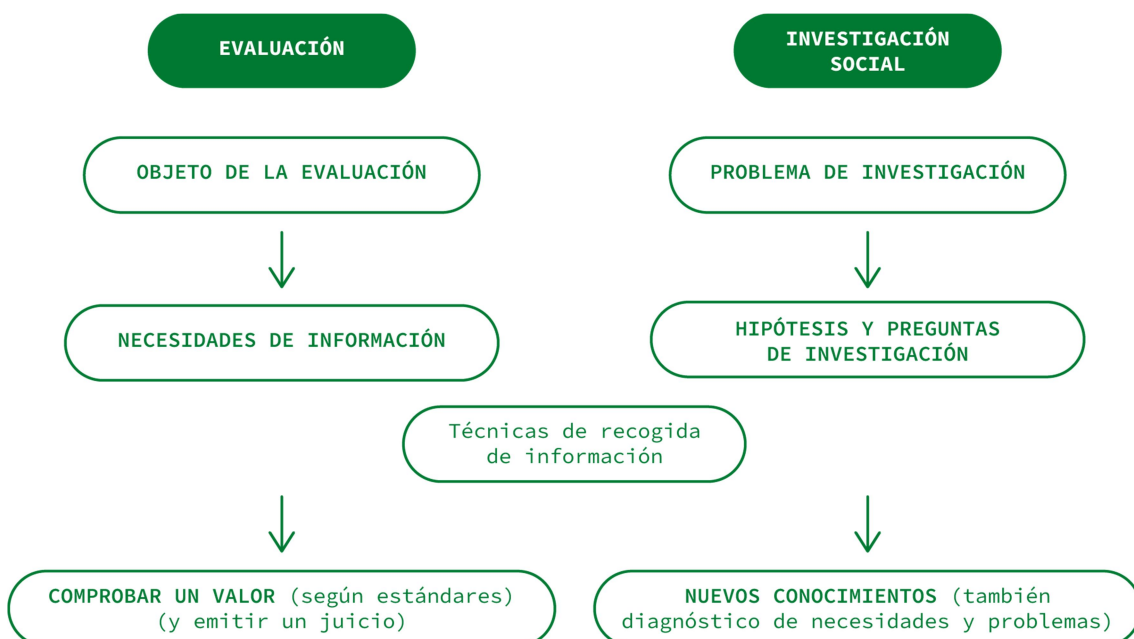 EVALUACIÓN
INVESTIGACIÓN
SOCIAL
OBJETO DE LA EVALUACIÓN
PROBLEMA DE INVESTIGACIÓN
NECESIDADES DE INFORMACIÓN
HIPÓTESIS Y PREGUNTAS
DE INVESTIGACIÓN
Técnicas de recogida
de información
COMPROBAR UN VALOR (según estándares)
(y emitir un juicio)
NUEVOS CONOCIMIENTOS (también
diagnóstico de necesidades y problemas)